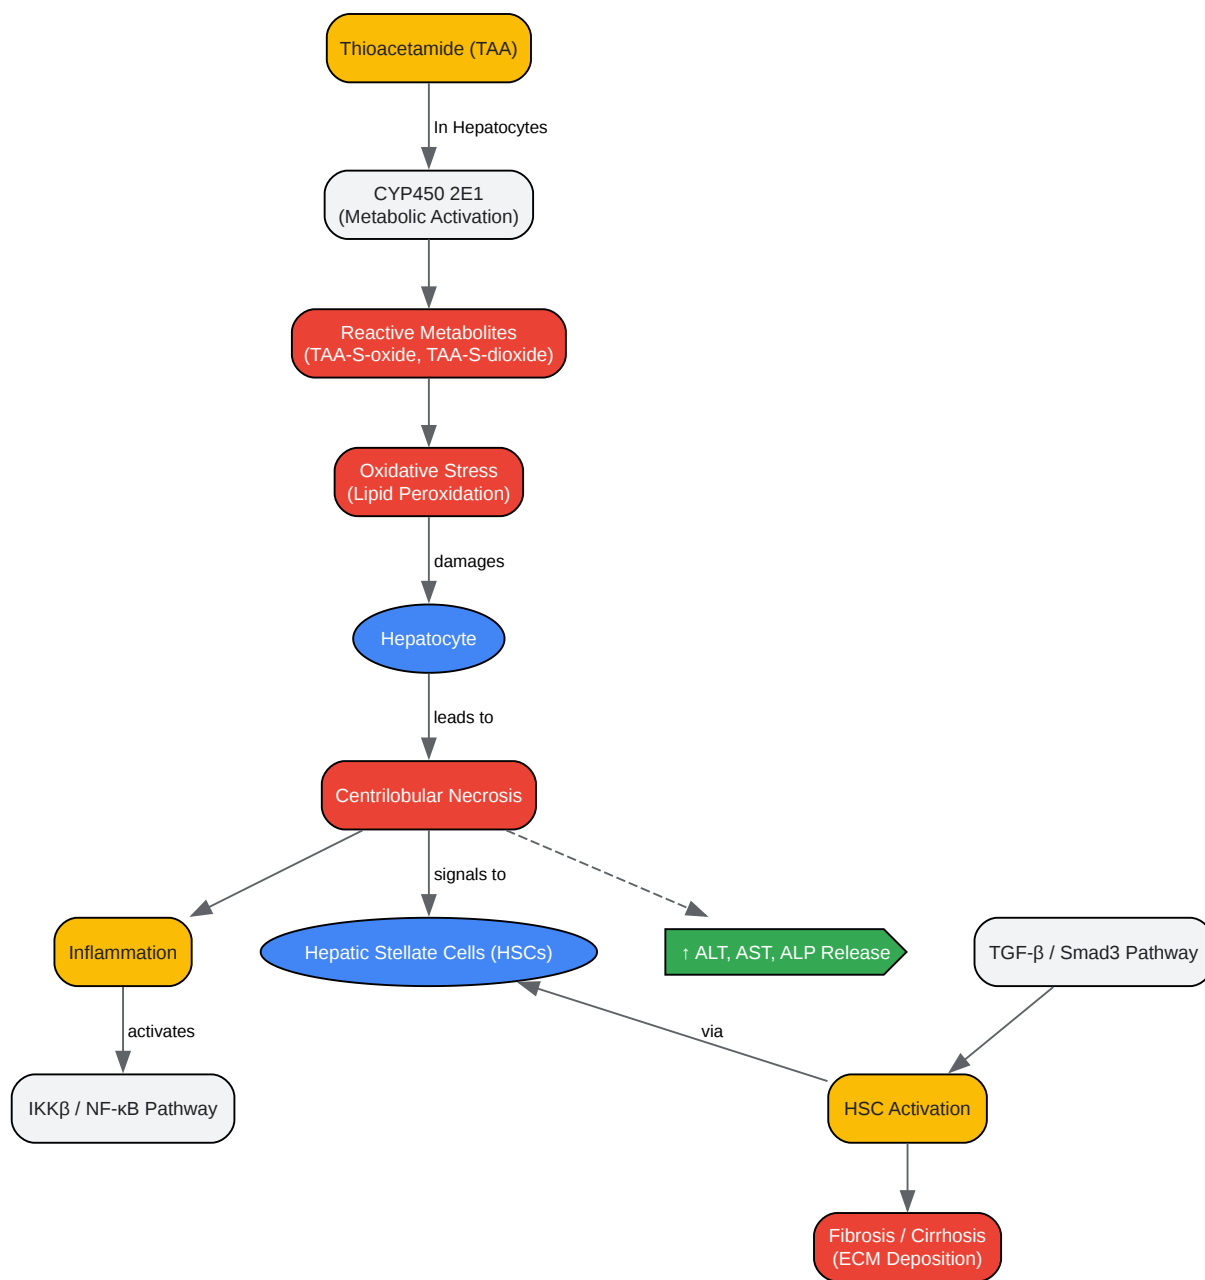 Thioacetamide (TAA)
In Hepatocytes
CYP450 2E1
(Metabolic Activation)
Reactive Metabolites
(TAA-S-oxide, TAA-S-dioxide)
Oxidative Stress
(Lipid Peroxidation)
damages
Hepatocyte
leads to
Centrilobular Necrosis
signals to
Inflammation
Hepatic Stellate Cells (HSCs)
↑ ALT, AST, ALP Release
TGF-β / Smad3 Pathway
activates
via
IKKβ / NF-κB Pathway
HSC Activation
Fibrosis / Cirrhosis
(ECM Deposition)